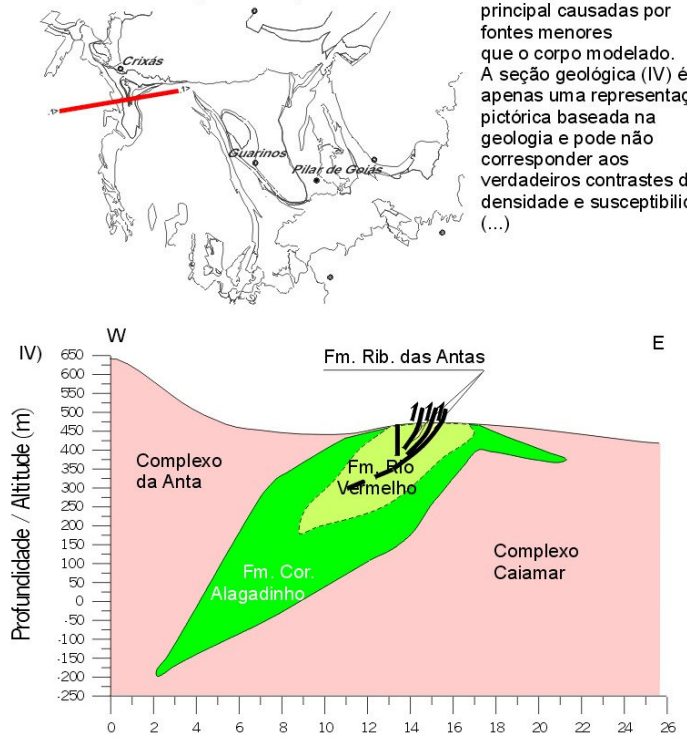 principal causadas por
fontes menores
que o corpo modelado.
A seção geológica (IV) é
apenas uma representaç
pictórica baseada na
geologia e pode não
corresponder aos
verdadeiros contrastes d
densidade e susceptibilid
(...)
Crixás
Guarinos
Pilar de Goiás
IV)
W
E
Fm. Rib. das Antas
Profundidade / Altitude (m)
650
600
550
500
450
400
350
300
250
200
150
100
50
0
-50
-100
-150
-200
-250
Complexo
da Anta
Fm. Rio
Vermelho
Fm. Cor.
Alagadinho
Complexo
Caiamar
0 2 4 6 8 10 12 14 16 18 20 22 24 26